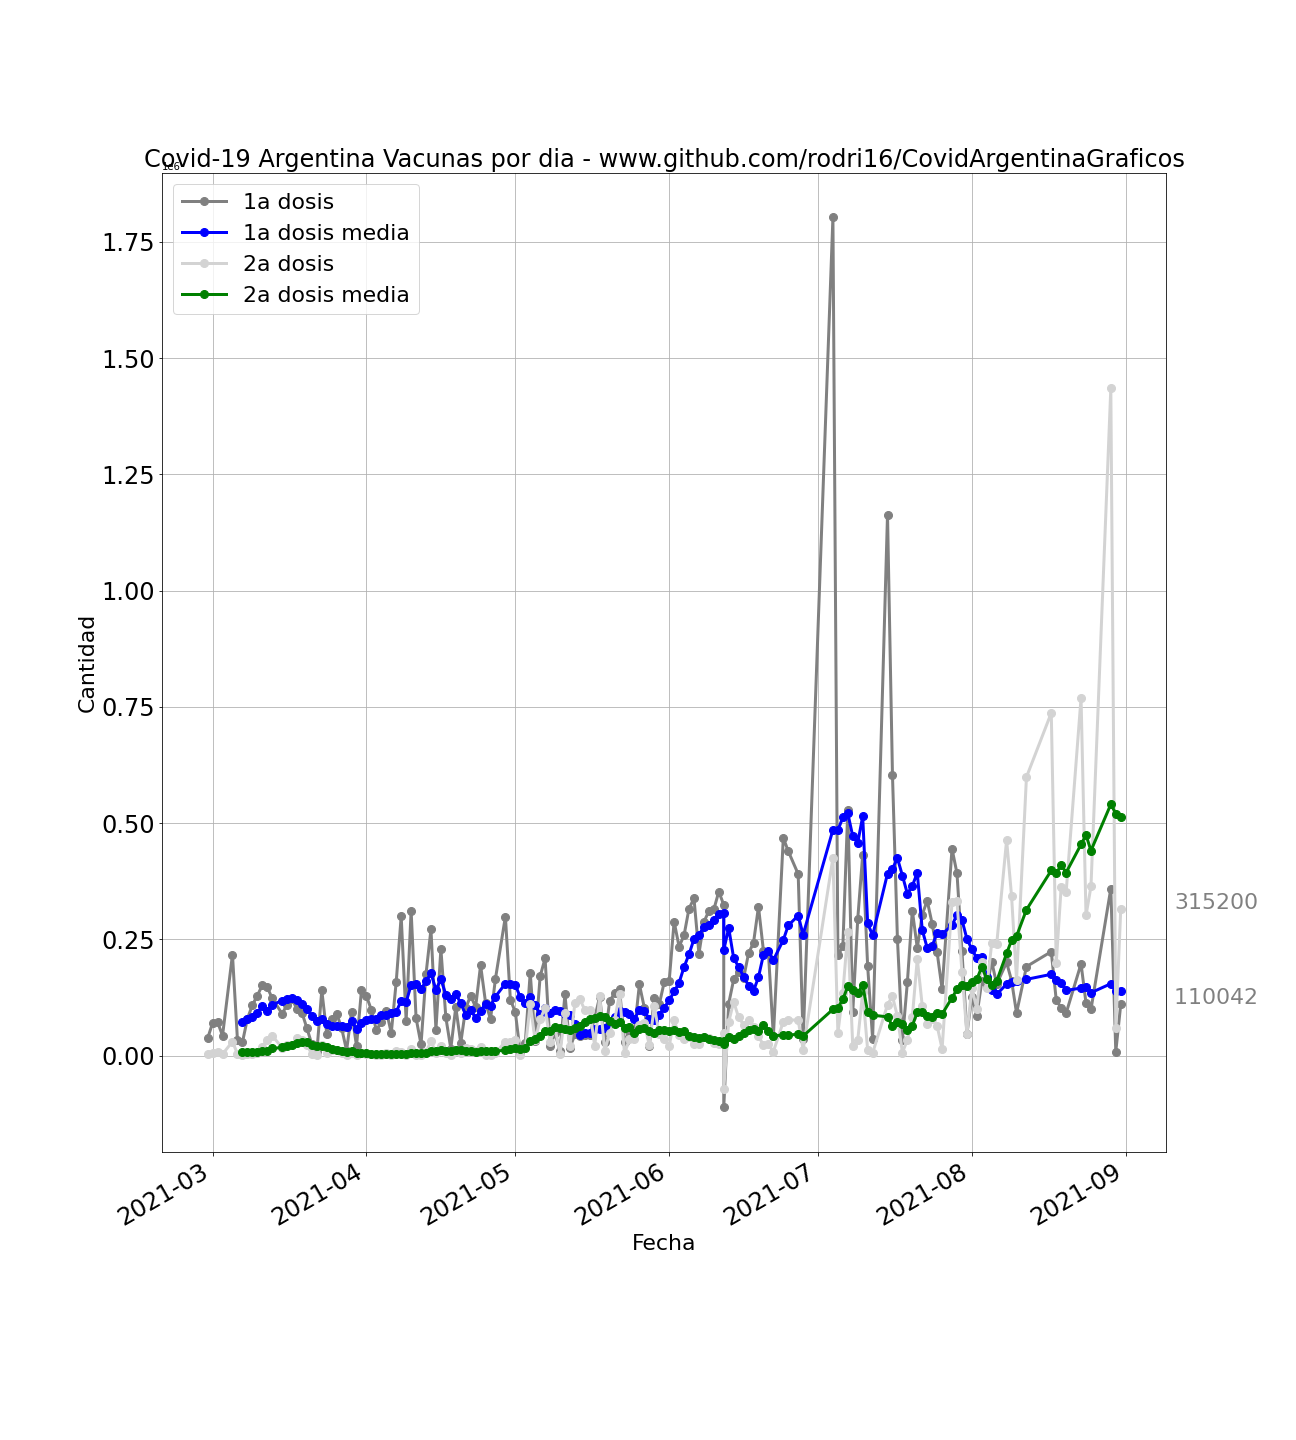 Covid-19 Argentina Vacunas por dia - www.github.com/rodri16/CovidArgentinaGraficos
1e6
1a dosis
1a dosis media
2a dosis
2a dosis media
1.75
1.50
1.25
1.00
0.75
0.50
0.25
0.00
Cantidad
315200
110042
2021-03
2021-04
2021-05
2021-06
2021-07
2021-08
2021-09
Fecha